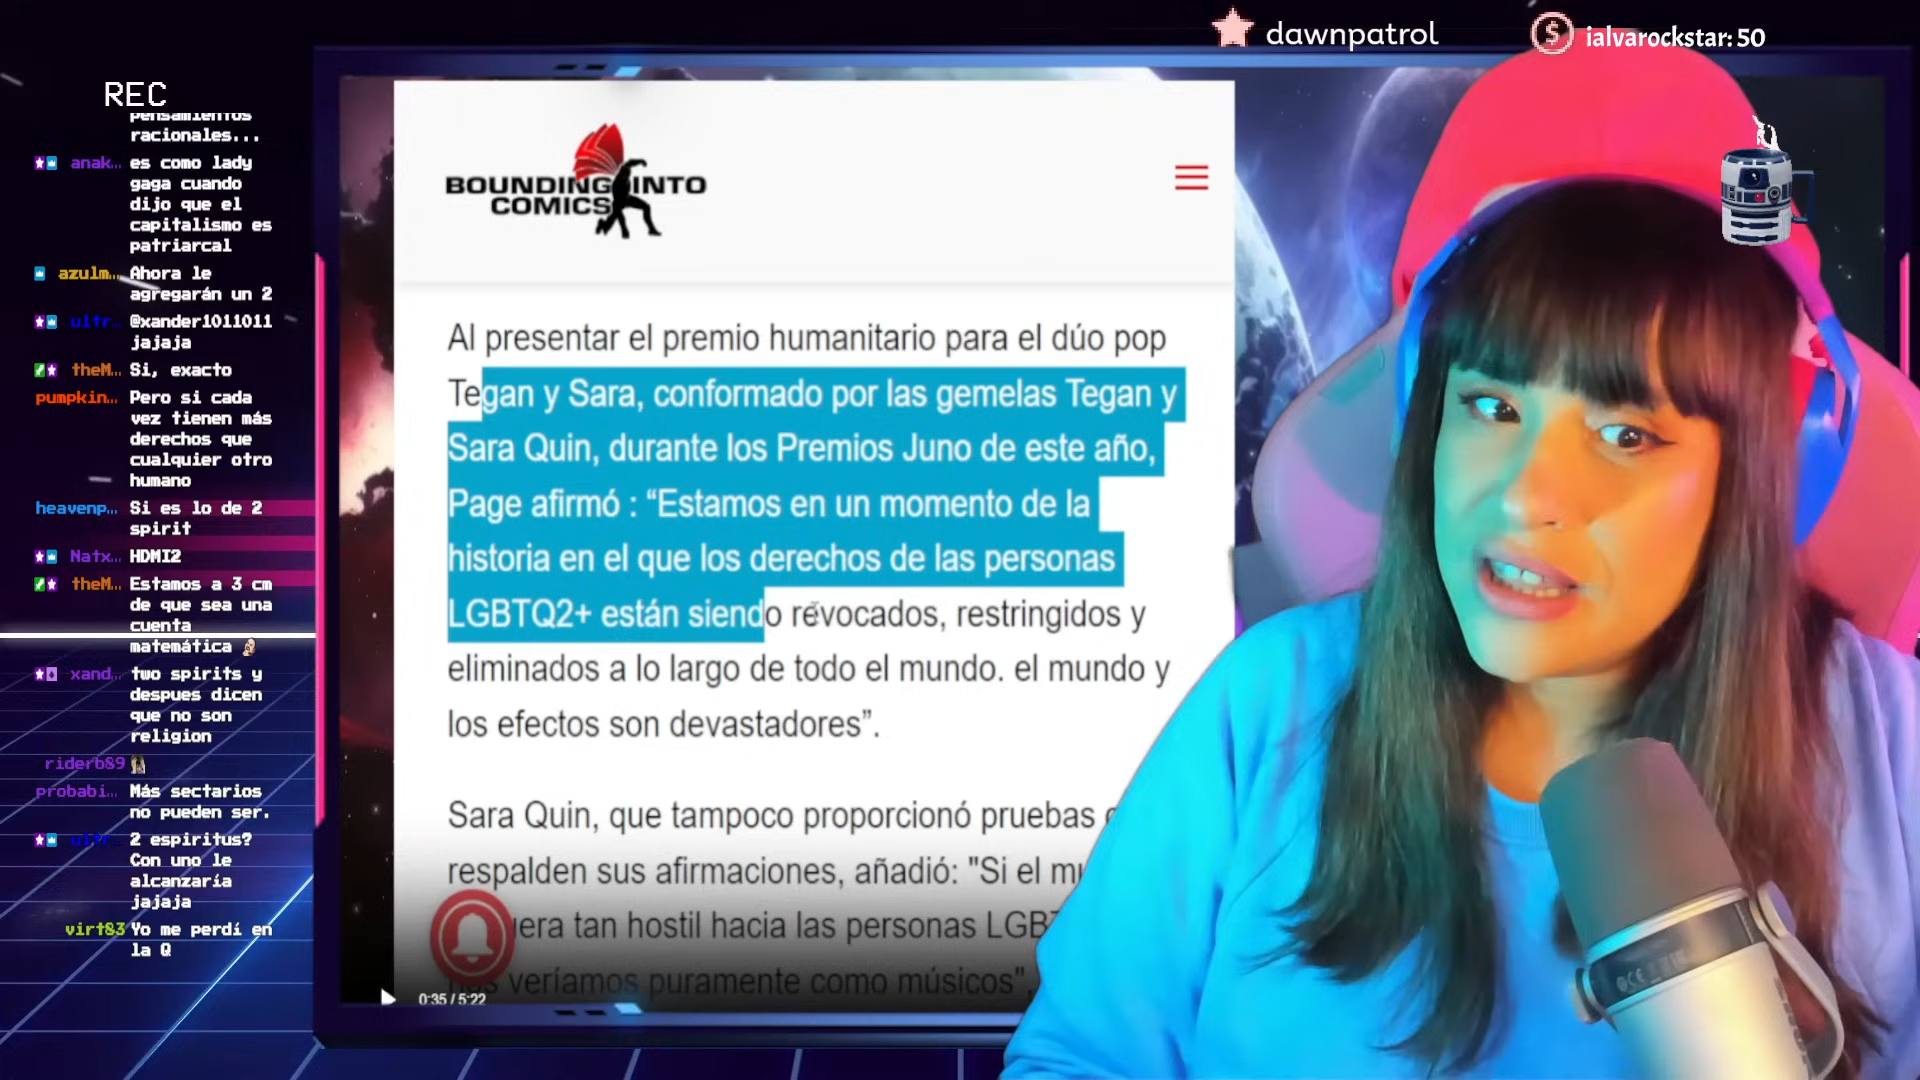 dawnpatrol
ialvarockstar: 50
REC
pensamientos
racionales...
anak... es como lady
gaga cuando
dijo que el
capitalismo es
patriarcal
azulm... Ahora le
agregarán un 2
ultr... @xander1011011
jajaja
theM... Si, exacto
pumpkin... Pero si cada
vez tienen más
derechos que
cualquier otro
humano
heavenp... Si es lo de 2
spirit
Natx... HDMI2
theM... Estamos a 3 cm
de que sea una
cuenta
matemática
xand... two spirits y
despues dicen
que no son
religion
riderb89
probabi... Más sectarios
no pueden ser.
ultr... 2 espiritus?
Con uno le
alcanzaría
jajaja
virt83 Yo me perdí en
la Q
BOUNDING INTO
COMICS
Al presentar el premio humanitario para el dúo pop
Tegan y Sara, conformado por las gemelas Tegan y
Sara Quin, durante los Premios Juno de este año,
Page afirmó : “Estamos en un momento de la
historia en el que los derechos de las personas
LGBTQ2+ están siendo revocados, restringidos y
eliminados a lo largo de todo el mundo. el mundo y
los efectos son devastadores”.
Sara Quin, que tampoco proporcionó pruebas
respalden sus afirmaciones, añadió: "Si el
tan hostil hacia las personas
veríamos puramente como músicos",
0:35 / 5:22